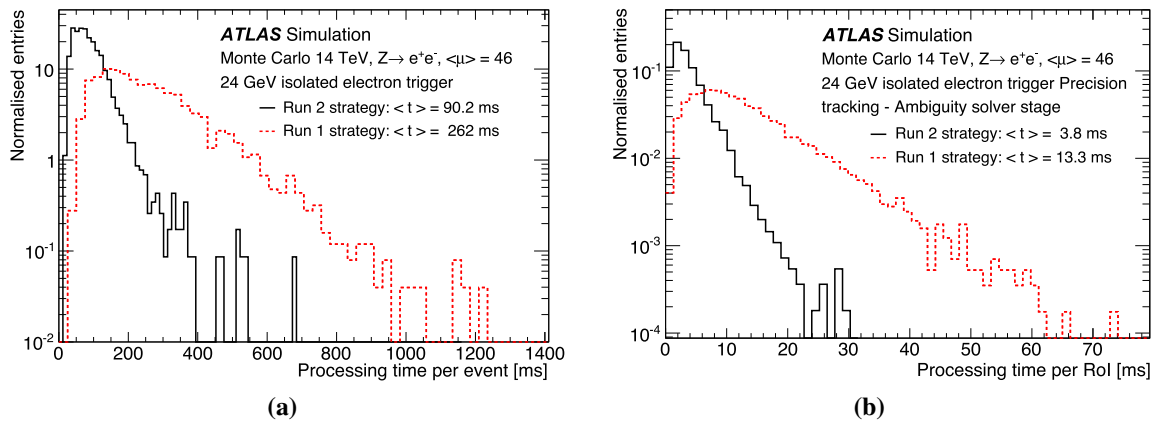 Normalised entries
10
1
10^-1
10^-2
ATLAS Simulation
Monte Carlo 14 TeV, Z→ e⁺e⁻, <μ> = 46
24 GeV isolated electron trigger
Run 2 strategy: < t > = 90.2 ms
Run 1 strategy: < t > = 262 ms
0 200 400 600 800 1000 1200 1400
Processing time per event [ms]
(a)
Normalised entries
10^-1
10^-2
10^-3
10^-4
ATLAS Simulation
Monte Carlo 14 TeV, Z→ e⁺e⁻, <μ> = 46
24 GeV isolated electron trigger Precision
tracking - Ambiguity solver stage
Run 2 strategy: < t > = 3.8 ms
Run 1 strategy: < t > = 13.3 ms
0 10 20 30 40 50 60 70
Processing time per RoI [ms]
(b)